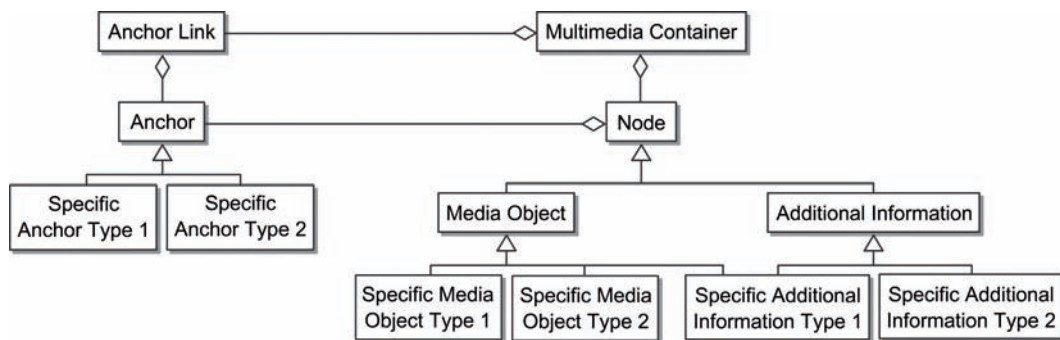 Anchor Link
Multimedia Container
Anchor
Node
Specific
Anchor Type 1
Specific
Anchor Type 2
Media Object
Additional Information
Specific Media
Object Type 1
Specific Media
Object Type 2
Specific Additional
Information Type 1
Specific Additional
Information Type 2